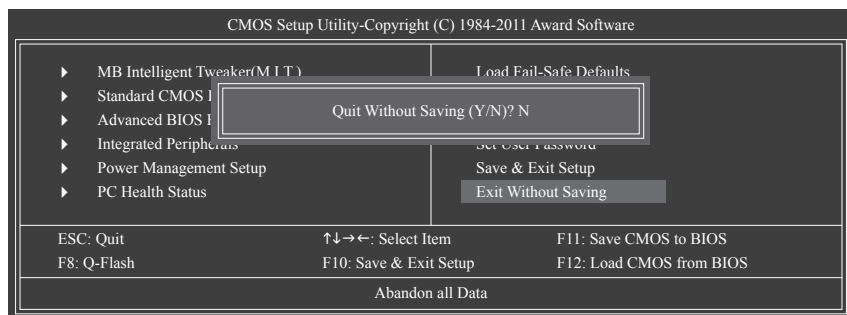 CMOS Setup Utility-Copyright (C) 1984-2011 Award Software
MB Intelligent Tweaker(M.I.T.)
Standard CMOS
Advanced BIOS
Integrated Peripherals
Power Management Setup
PC Health Status
Load Fail-Safe Defaults
Set User Password
Save & Exit Setup
Exit Without Saving
Quit Without Saving (Y/N)? N
ESC: Quit ↑↓→←: Select Item F11: Save CMOS to BIOS
F8: Q-Flash F10: Save & Exit Setup F12: Load CMOS from BIOS
Abandon all Data